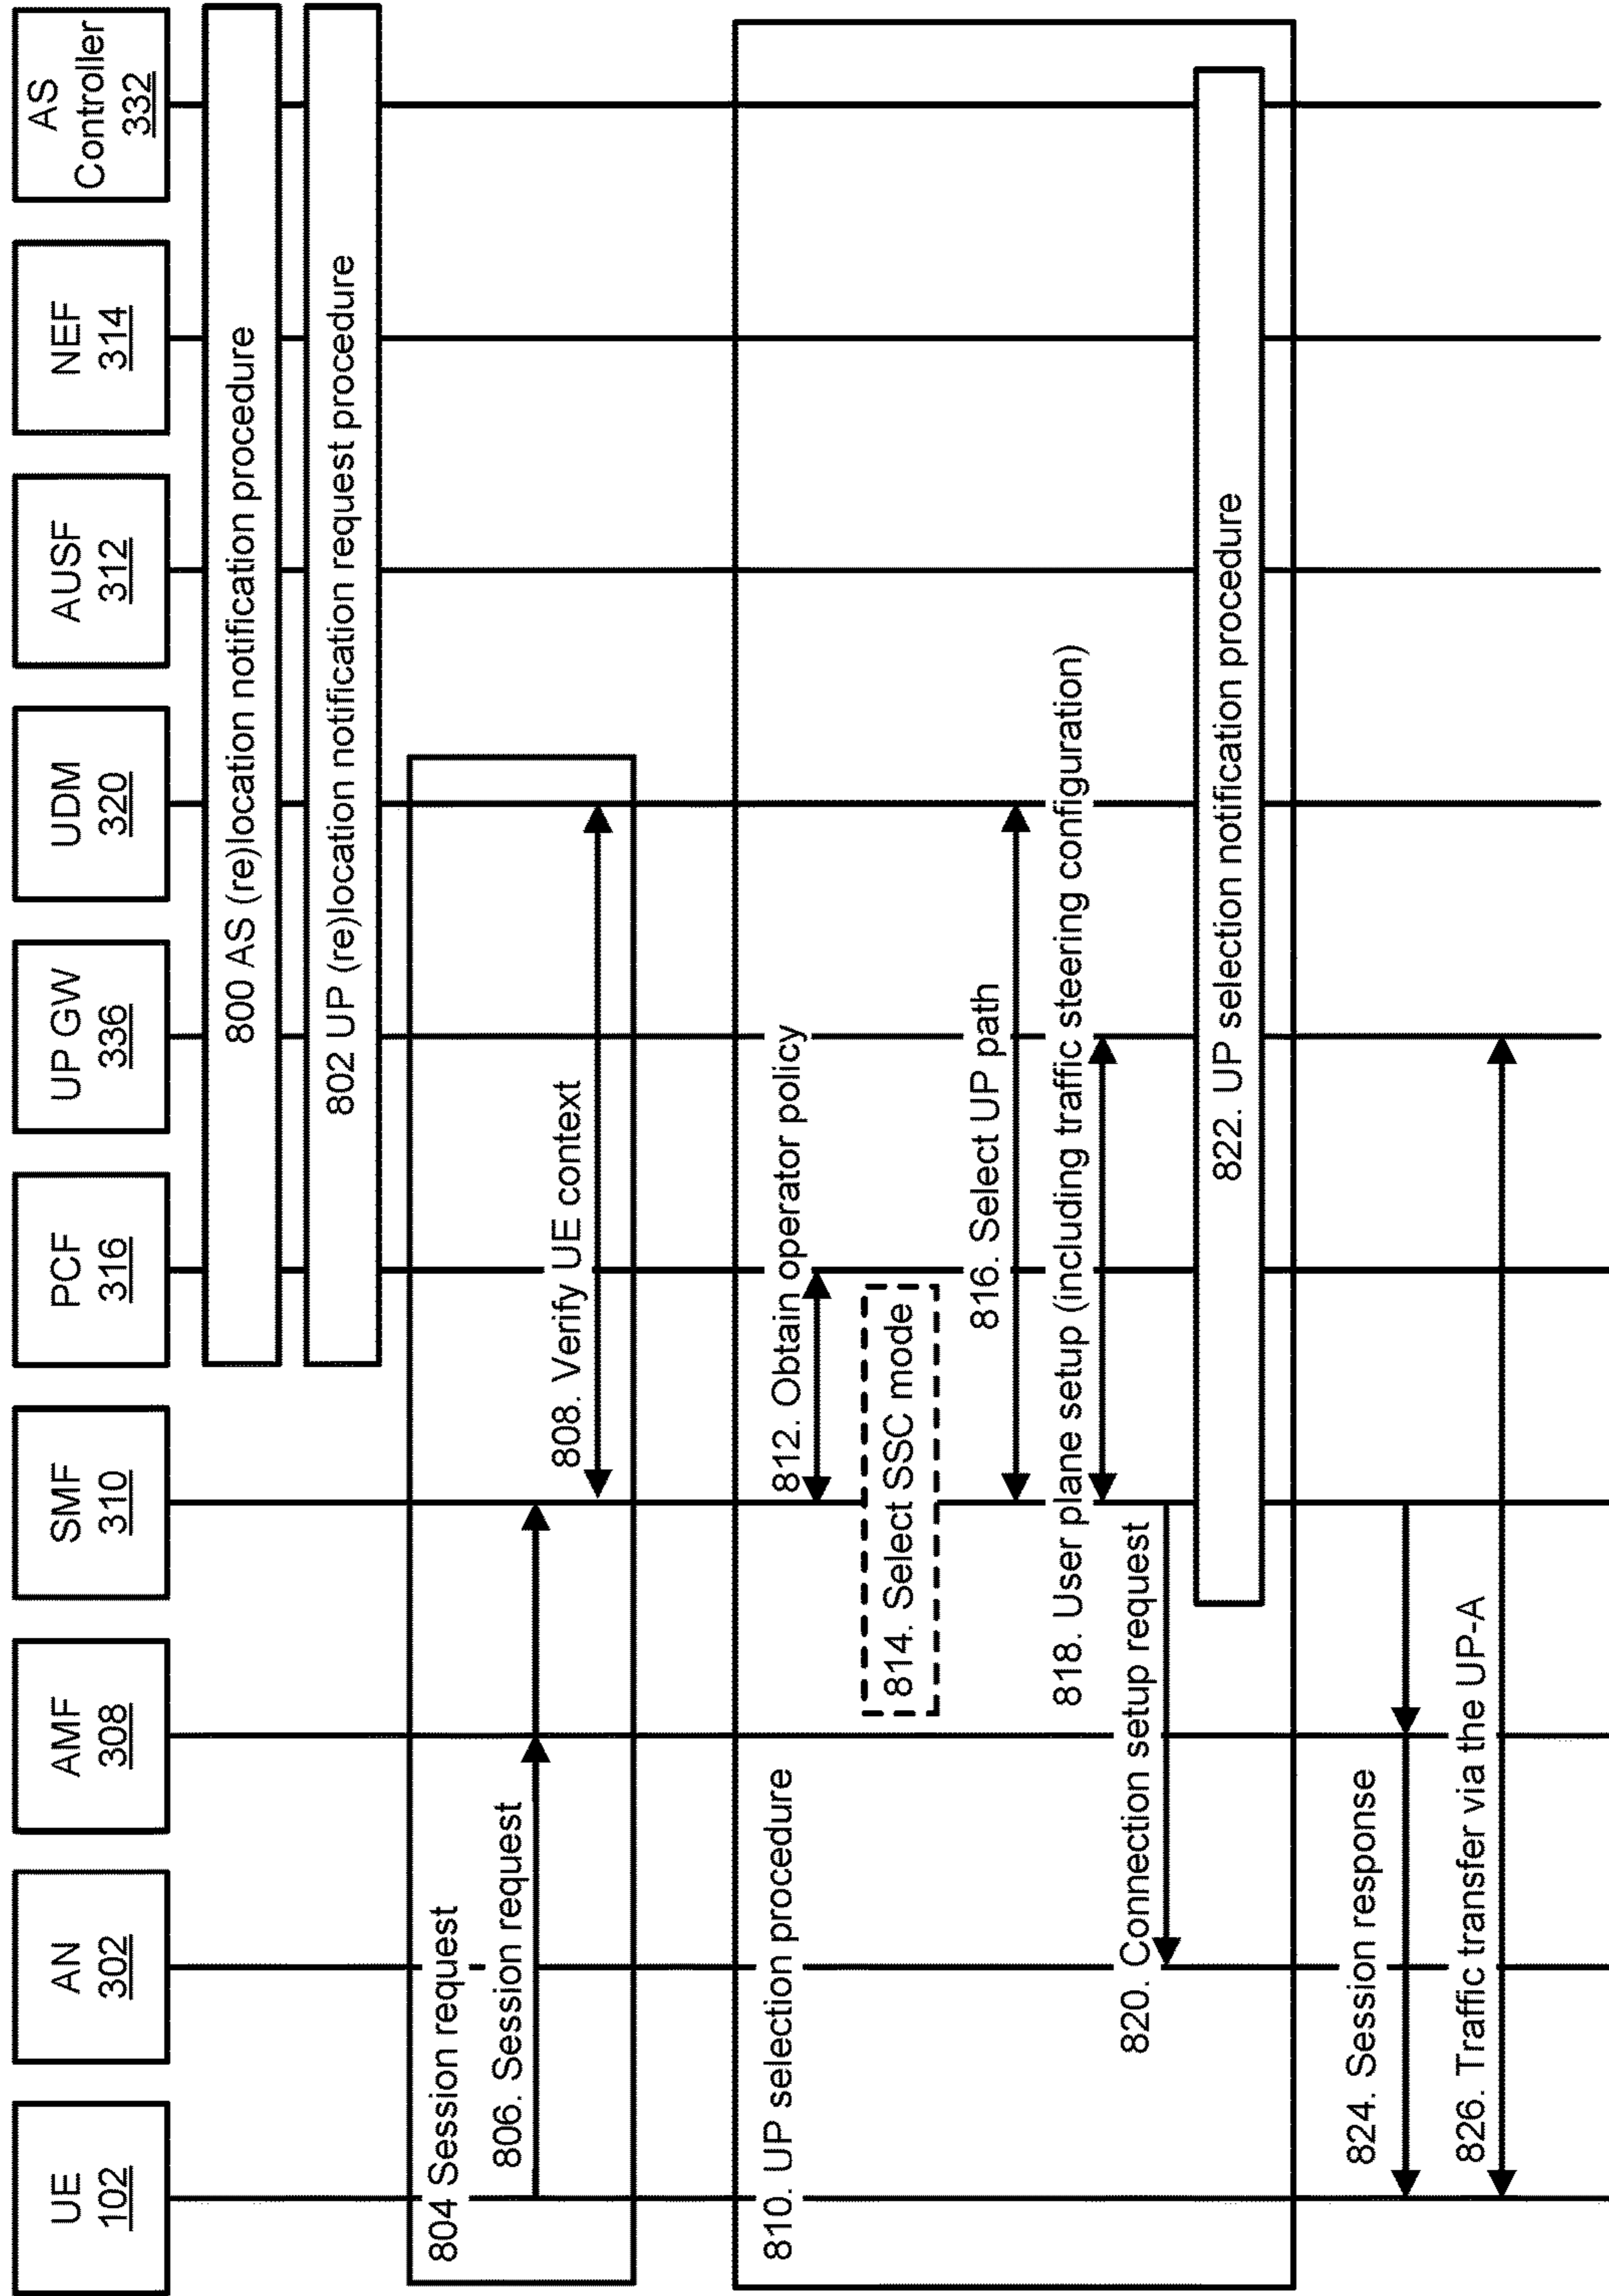 UE
102
AN
302
AMF
308
SMF
310
PCF
316
UP GW
336
UDM
320
AUSF
312
NEF
314
AS
Controller
332
800 AS (re)location notification procedure
802 UP (re)location notification request procedure
804 Session request
806. Session request
808. Verify UE context
810. UP selection procedure
812. Obtain operator policy
814. Select SSC mode
816. Select UP path
818. User plane setup (including traffic steering configuration)
820. Connection setup request
822. UP selection notification procedure
824. Session response
826. Traffic transfer via the UP-A